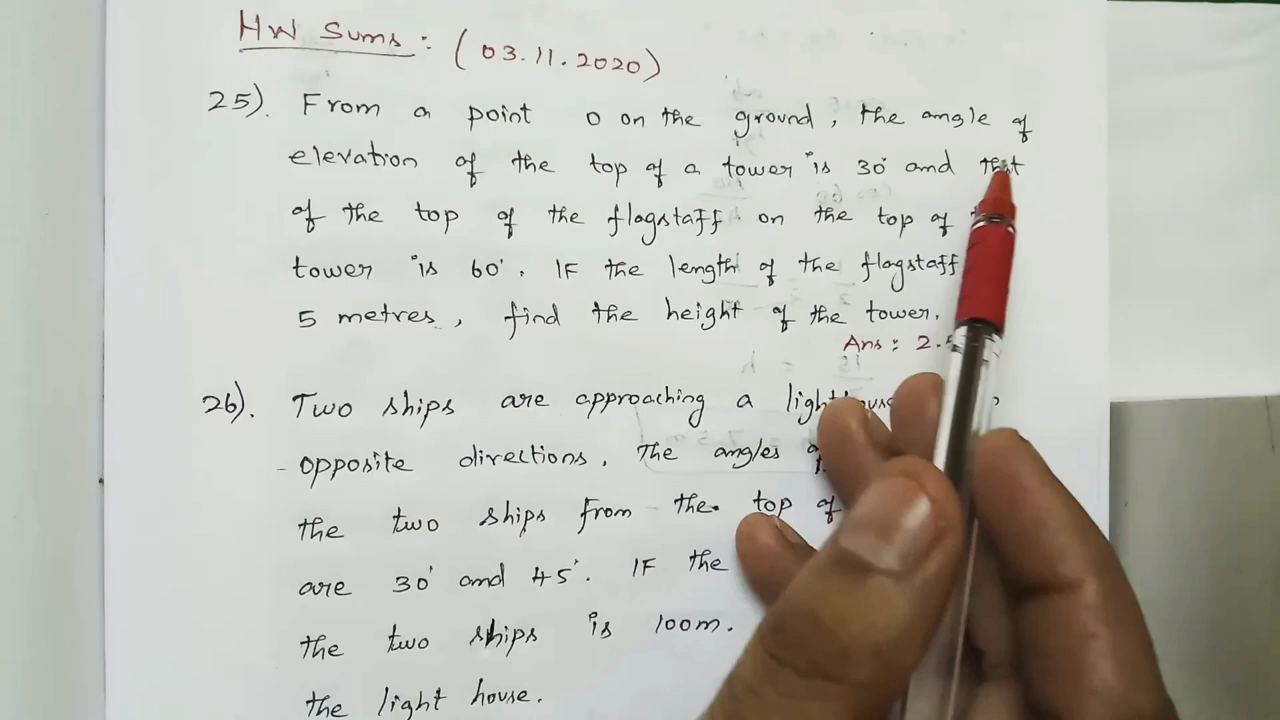 HW Sums: (03.11.2020)
25). From a point O on the ground, the angle of
elevation of the top of a tower is 30° and that
of the top of the flagstaff on the top of
tower is 60°. IF the length of the flagstaff
5 metres, find the height of the tower.
Ans: 2.
26). Two ships are approaching a
opposite directions. The angles
the two ships from the top of
are 30° and 45°. IF the
the two ships is 100m.
the light house.